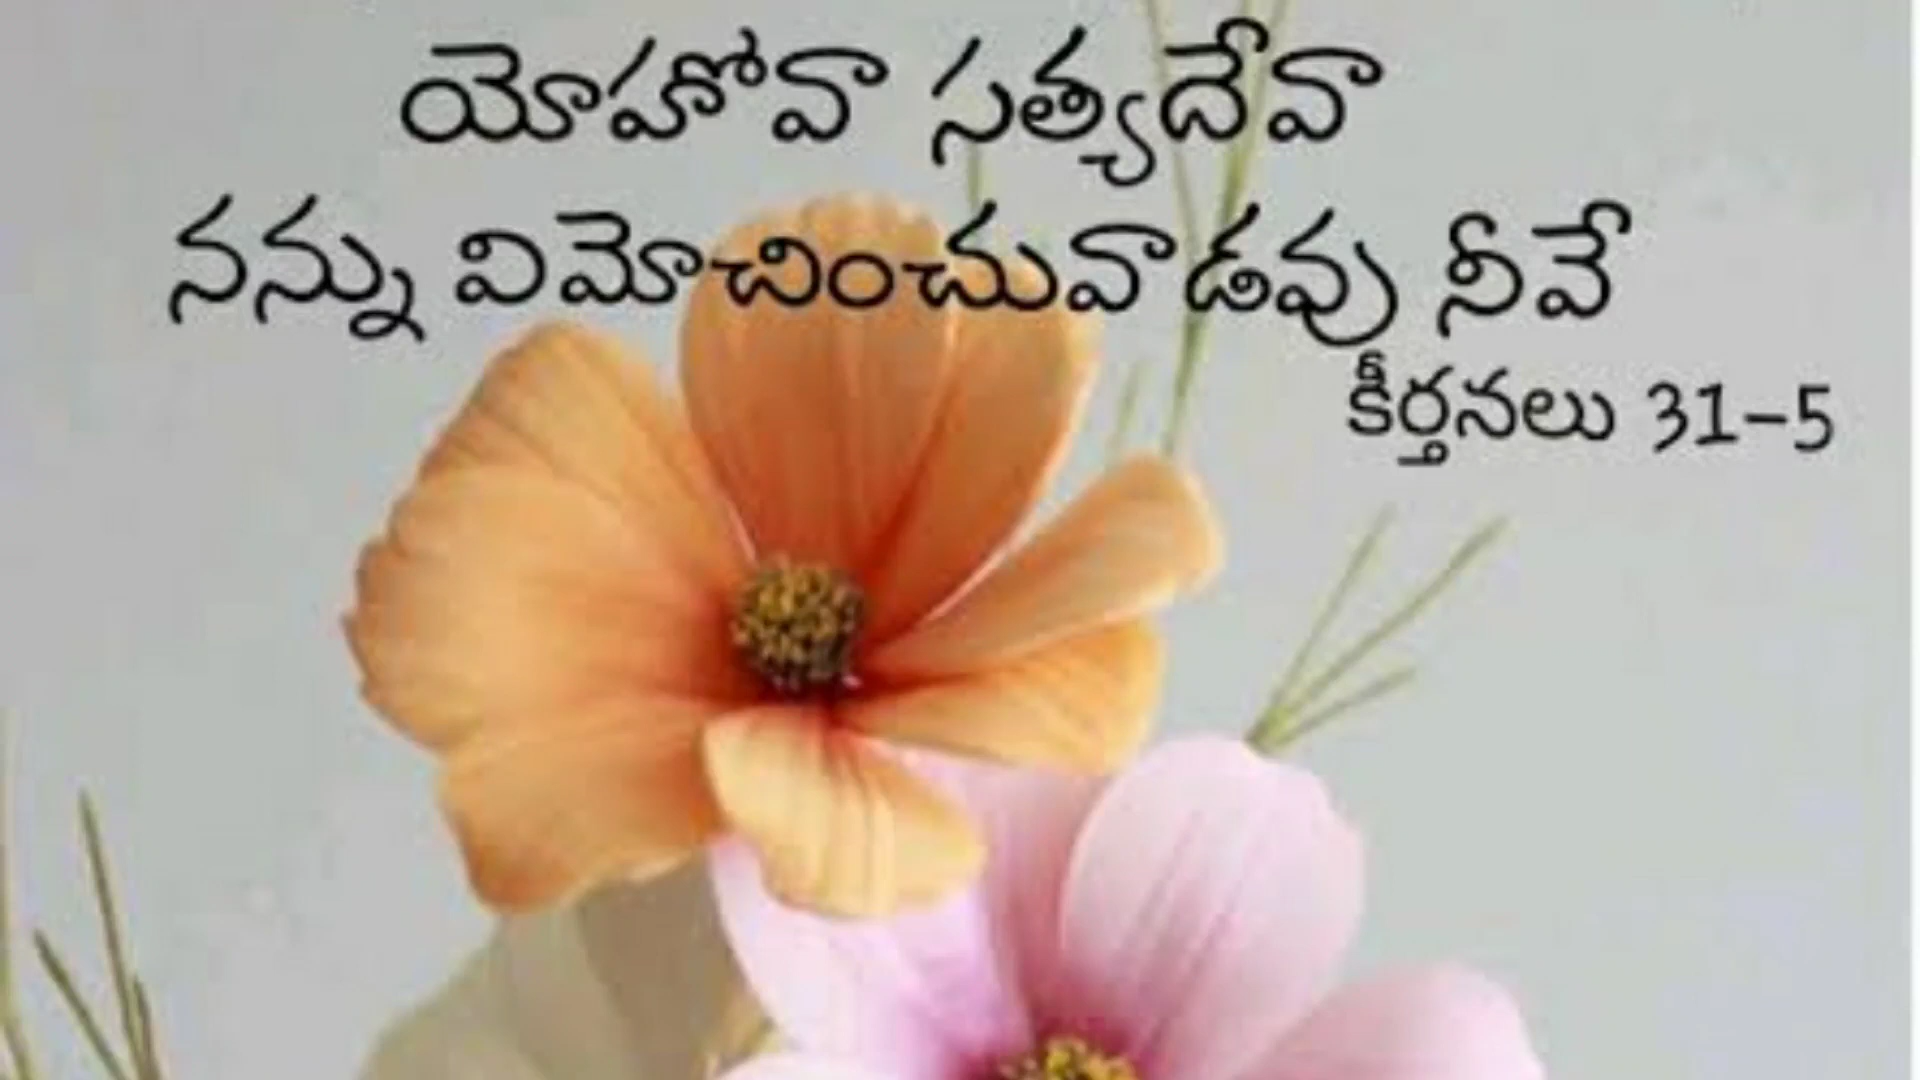 యోహోవా సత్యదేవా
నన్ను విమోచించువాడవు నీవే
కీర్తనలు 31-5